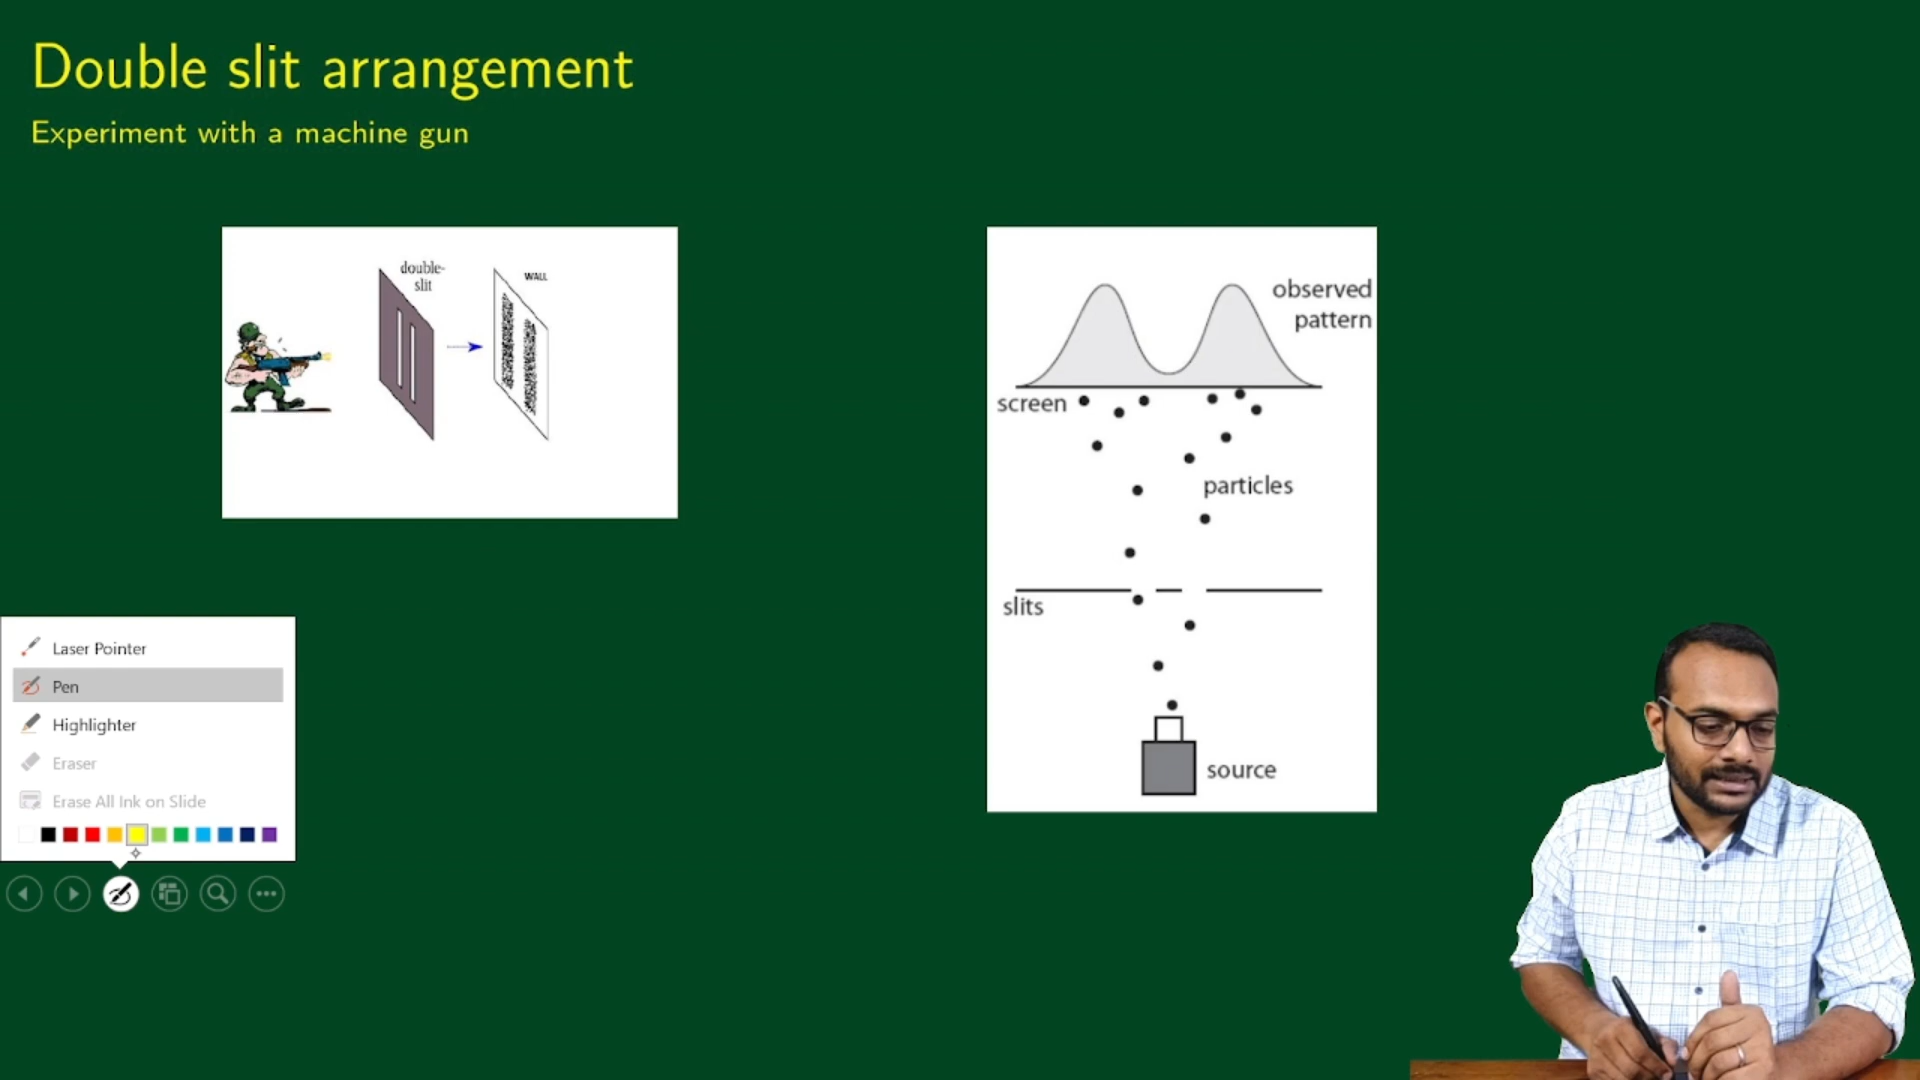 Double slit arrangement
Experiment with a machine gun
double-
slit
WALL
observed
pattern
screen
particles
slits
source
Laser Pointer
Pen
Highlighter
Eraser
Erase All Ink on Slide